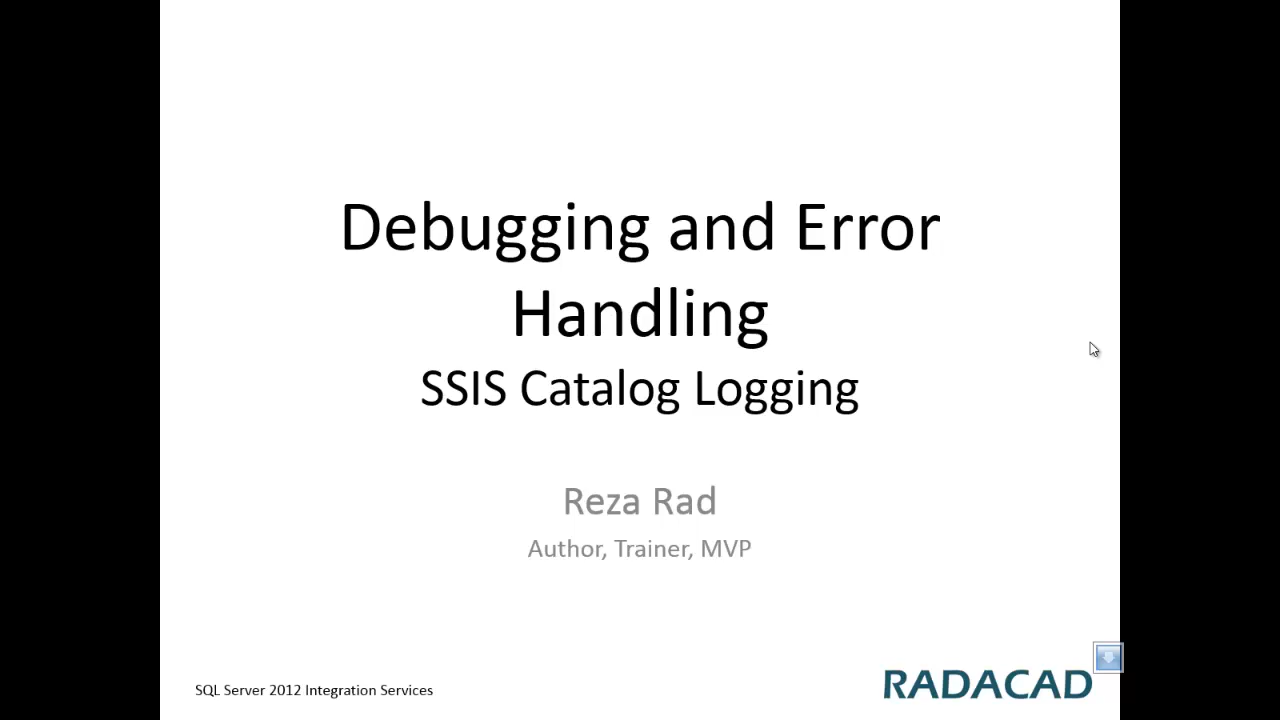 Debugging and Error
Handling
SSIS Catalog Logging
Reza Rad
Author, Trainer, MVP
SQL Server 2012 Integration Services
RADACAD